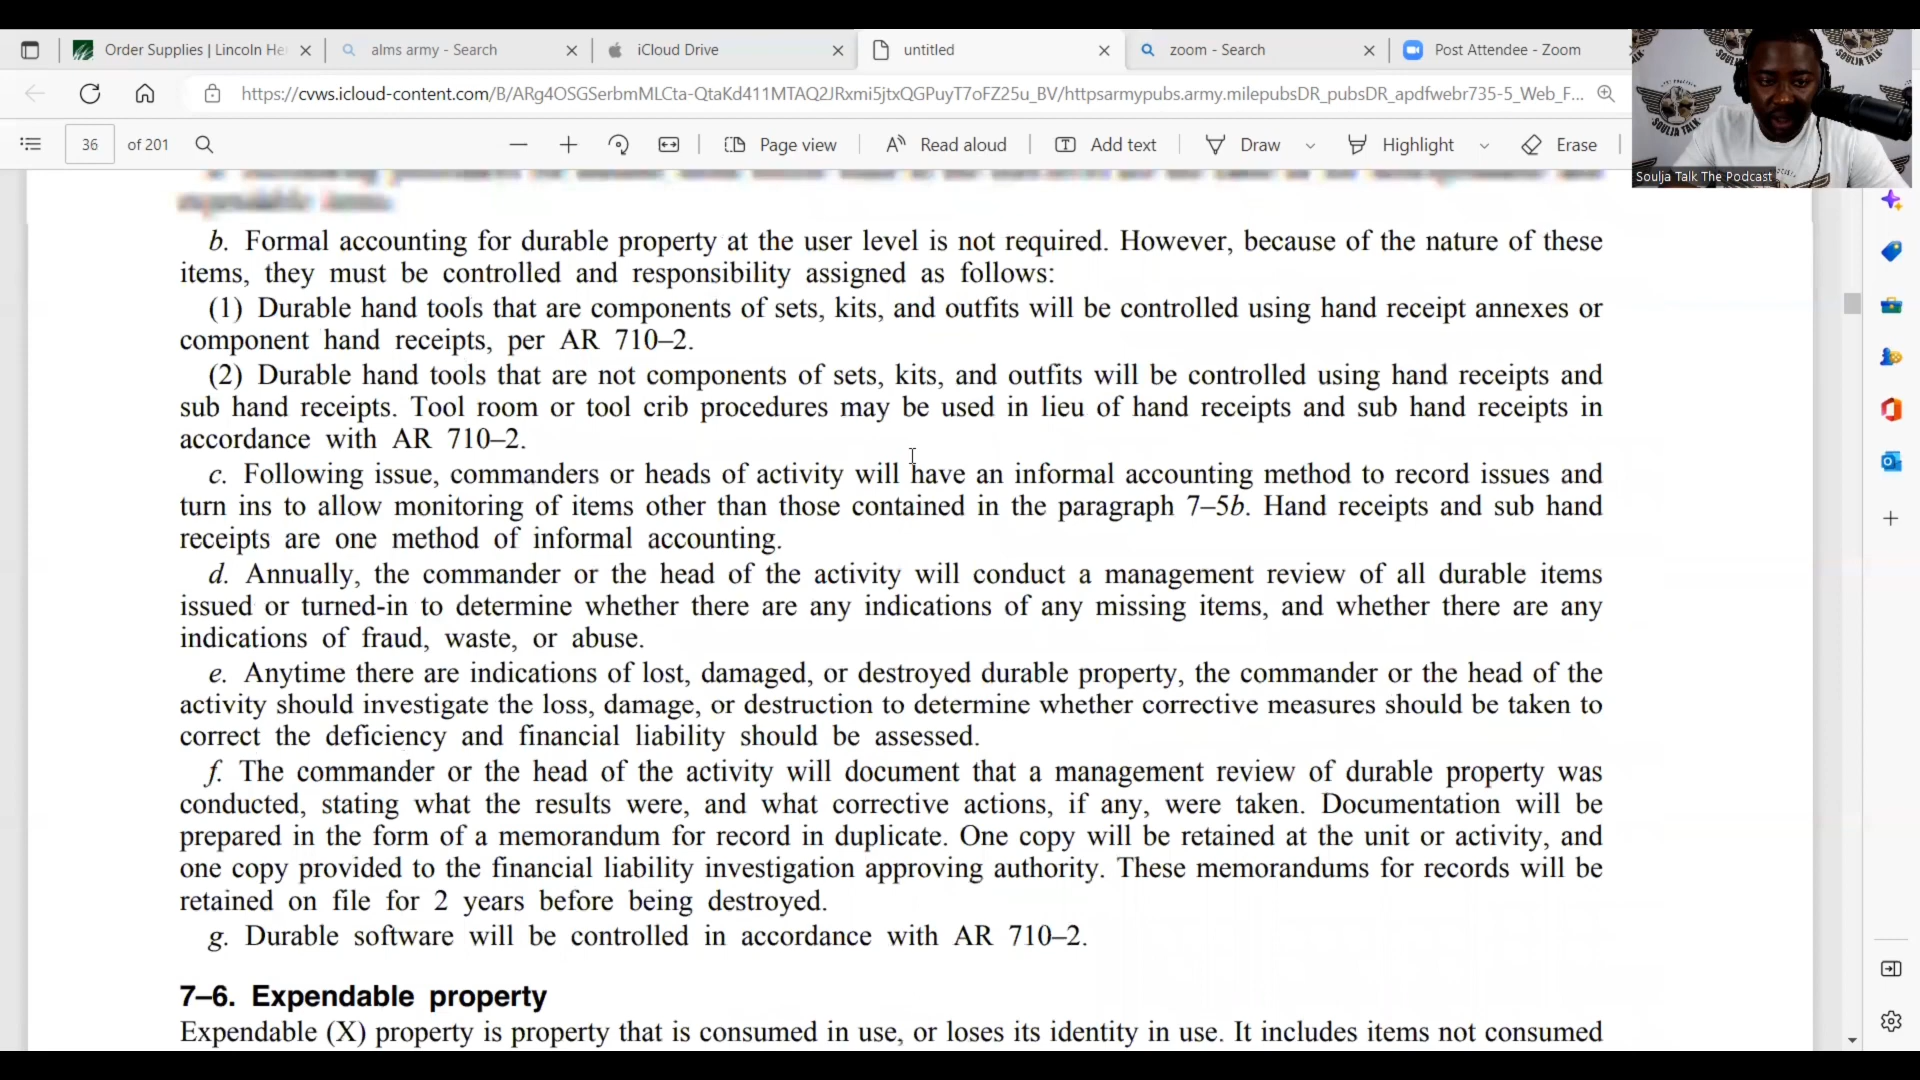 Order Supplies | Lincoln He
alms army - Search
iCloud Drive
untitled
zoom - Search
Post Attendee - Zoom
https://cvws.icloud-content.com/B/ARg4OSGSerbmMLCta-QtaKd411MTAQ2JRxmi5jtxQGPuyT7oFZ25u_BV/httpsarmypubs.army.milepubsDR_pubsDR_apdfwebr735-5_Web_F...
36 of 201
Page view
Read aloud
Add text
Draw
Highlight
Erase
SOULJA TALK
Soulja Talk The Podcast
expendable items.
b. Formal accounting for durable property at the user level is not required. However, because of the nature of these
items, they must be controlled and responsibility assigned as follows:
(1) Durable hand tools that are components of sets, kits, and outfits will be controlled using hand receipt annexes or
component hand receipts, per AR 710–2.
(2) Durable hand tools that are not components of sets, kits, and outfits will be controlled using hand receipts and
sub hand receipts. Tool room or tool crib procedures may be used in lieu of hand receipts and sub hand receipts in
accordance with AR 710–2.
c. Following issue, commanders or heads of activity will have an informal accounting method to record issues and
turn ins to allow monitoring of items other than those contained in the paragraph 7–5b. Hand receipts and sub hand
receipts are one method of informal accounting.
d. Annually, the commander or the head of the activity will conduct a management review of all durable items
issued or turned-in to determine whether there are any indications of any missing items, and whether there are any
indications of fraud, waste, or abuse.
e. Anytime there are indications of lost, damaged, or destroyed durable property, the commander or the head of the
activity should investigate the loss, damage, or destruction to determine whether corrective measures should be taken to
correct the deficiency and financial liability should be assessed.
f. The commander or the head of the activity will document that a management review of durable property was
conducted, stating what the results were, and what corrective actions, if any, were taken. Documentation will be
prepared in the form of a memorandum for record in duplicate. One copy will be retained at the unit or activity, and
one copy provided to the financial liability investigation approving authority. These memorandums for records will be
retained on file for 2 years before being destroyed.
g. Durable software will be controlled in accordance with AR 710–2.
7–6. Expendable property
Expendable (X) property is property that is consumed in use, or loses its identity in use. It includes items not consumed